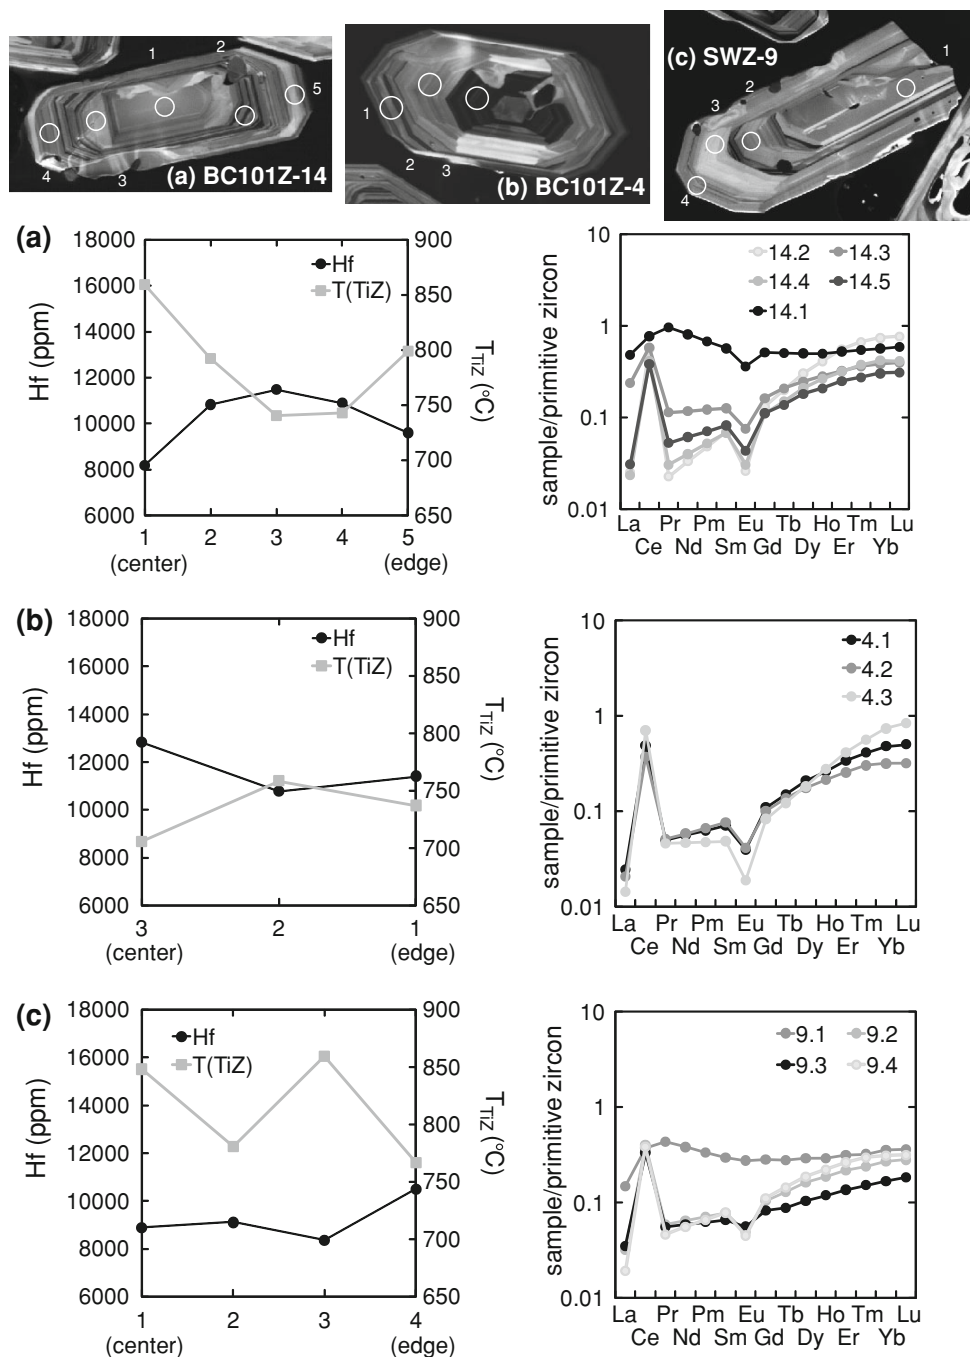 1 2 5 4 3
(a) BC101Z-14
1 2 3
(b) BC101Z-4
(c) SWZ-9
1 2 3 4
(a)
18000 16000 14000 12000 10000 8000 6000
Hf (ppm)
900 850 800 750 700 650
TTiZ (°C)
Hf
T(TiZ)
1 2 3 4 5
(center) (edge)
sample/primitive zircon
10 1 0.1 0.01
14.2 14.3
14.4 14.5
14.1
La Pr Pm Eu Tb Ho Tm Lu
Ce Nd Sm Gd Dy Er Yb
(b)
18000 16000 14000 12000 10000 8000 6000
Hf (ppm)
900 850 800 750 700 650
TTiZ (°C)
Hf
T(TiZ)
3 2 1
(center) (edge)
sample/primitive zircon
10 1 0.1 0.01
4.1
4.2
4.3
La Pr Pm Eu Tb Ho Tm Lu
Ce Nd Sm Gd Dy Er Yb
(c)
18000 16000 14000 12000 10000 8000 6000
Hf (ppm)
900 850 800 750 700 650
TTiZ (°C)
Hf
T(TiZ)
1 2 3 4
(center) (edge)
sample/primitive zircon
10 1 0.1 0.01
9.1 9.2
9.3 9.4
La Pr Pm Eu Tb Ho Tm Lu
Ce Nd Sm Gd Dy Er Yb